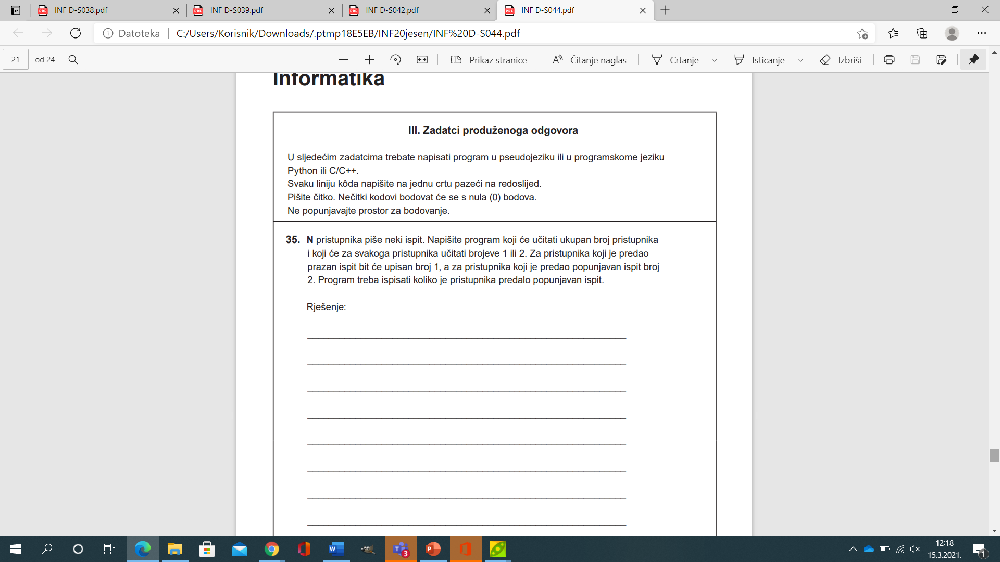 INF D-S038.pdf
INF D-S039.pdf
INF D-S042.pdf
INF D-S044.pdf
Datoteka
C:/Users/Korisnik/Downloads/.ptmp18E5EB/INF20jesen/INF%20D-S044.pdf
21 od 24
Prikaz stranice
Čitanje naglas
Crtanje
Isticanje
Izbriši
Informatika
III. Zadatci produženoga odgovora
U sljedećim zadatcima trebate napisati program u pseudojeziku ili u programskome jeziku
Python ili C/C++.
Svaku liniju kôda napišite na jednu crtu pazeći na redoslijed.
Pišite čitko. Nečitki kodovi bodovat će se s nula (0) bodova.
Ne popunjavajte prostor za bodovanje.
35. N pristupnika piše neki ispit. Napišite program koji će učitati ukupan broj pristupnika
i koji će za svakoga pristupnika učitati brojeve 1 ili 2. Za pristupnika koji je predao
prazan ispit bit će upisan broj 1, a za pristupnika koji je predao popunjavan ispit broj
2. Program treba ispisati koliko je pristupnika predalo popunjavan ispit.
Rješenje:
12:18
15.3.2021.
3
1